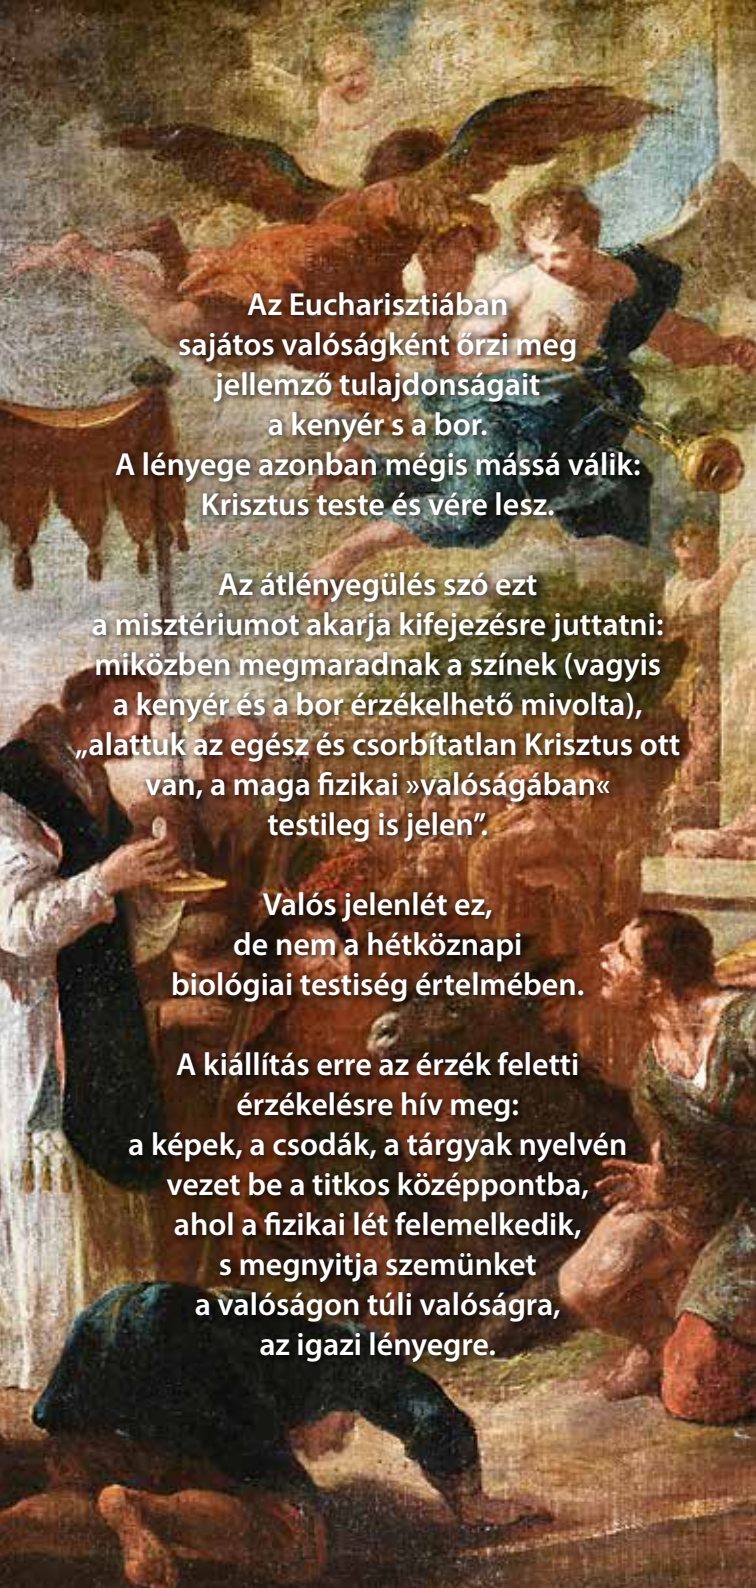 Az Eucharisztiában
sajátos valóságként őrzi meg
jellemző tulajdonságait
a kenyér s a bor.
A lényege azonban mégis mássá válik:
Krisztus teste és vére lesz.

Az átlényegülés szó ezt
a misztériumot akarja kifejezésre juttatni:
miközben megmaradnak a színek (vagyis
a kenyér és a bor érzékelhető mivolta),
„alattuk az egész és csorbítatlan Krisztus ott
van, a maga fizikai »valóságában«
testileg is jelen”.

Valós jelenlét ez,
de nem a hétköznapi
biológiai testiség értelmében.

A kiállítás erre az érzék feletti
érzékelésre hív meg:
a képek, a csodák, a tárgyak nyelvén
vezet be a titkos középpontba,
ahol a fizikai lét felemelkedik,
s megnyitja szemünket
a valóságon túli valóságra,
az igazi lényegre.